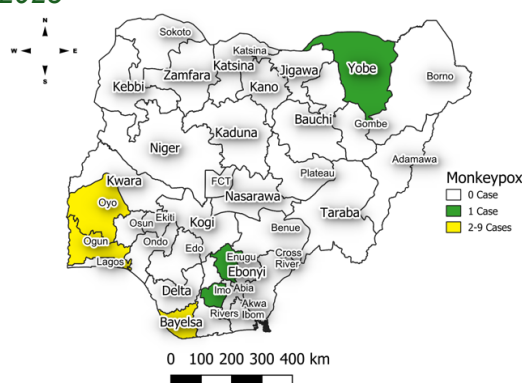 N
W E
S
Sokoto
Katsina
Katsina
Zamfara
Jigawa
Yobe
Borno
Kebbi
Kano
Bauchi
Gombe
Kaduna
Niger
Adamawa
Plateau
Kwara
FCT
Nasarawa
Oyo
Taraba
Osun
Ekiti
Kogi
Benue
Ogun
Ondo
Edo
Enugu
Cross
River
Lagos
Ebonyi
Delta
Imo
Abia
Akwa
Ibom
Rivers
Bayelsa
Monkeypox
0 Case
1 Case
2-9 Cases
0 100 200 300 400 km